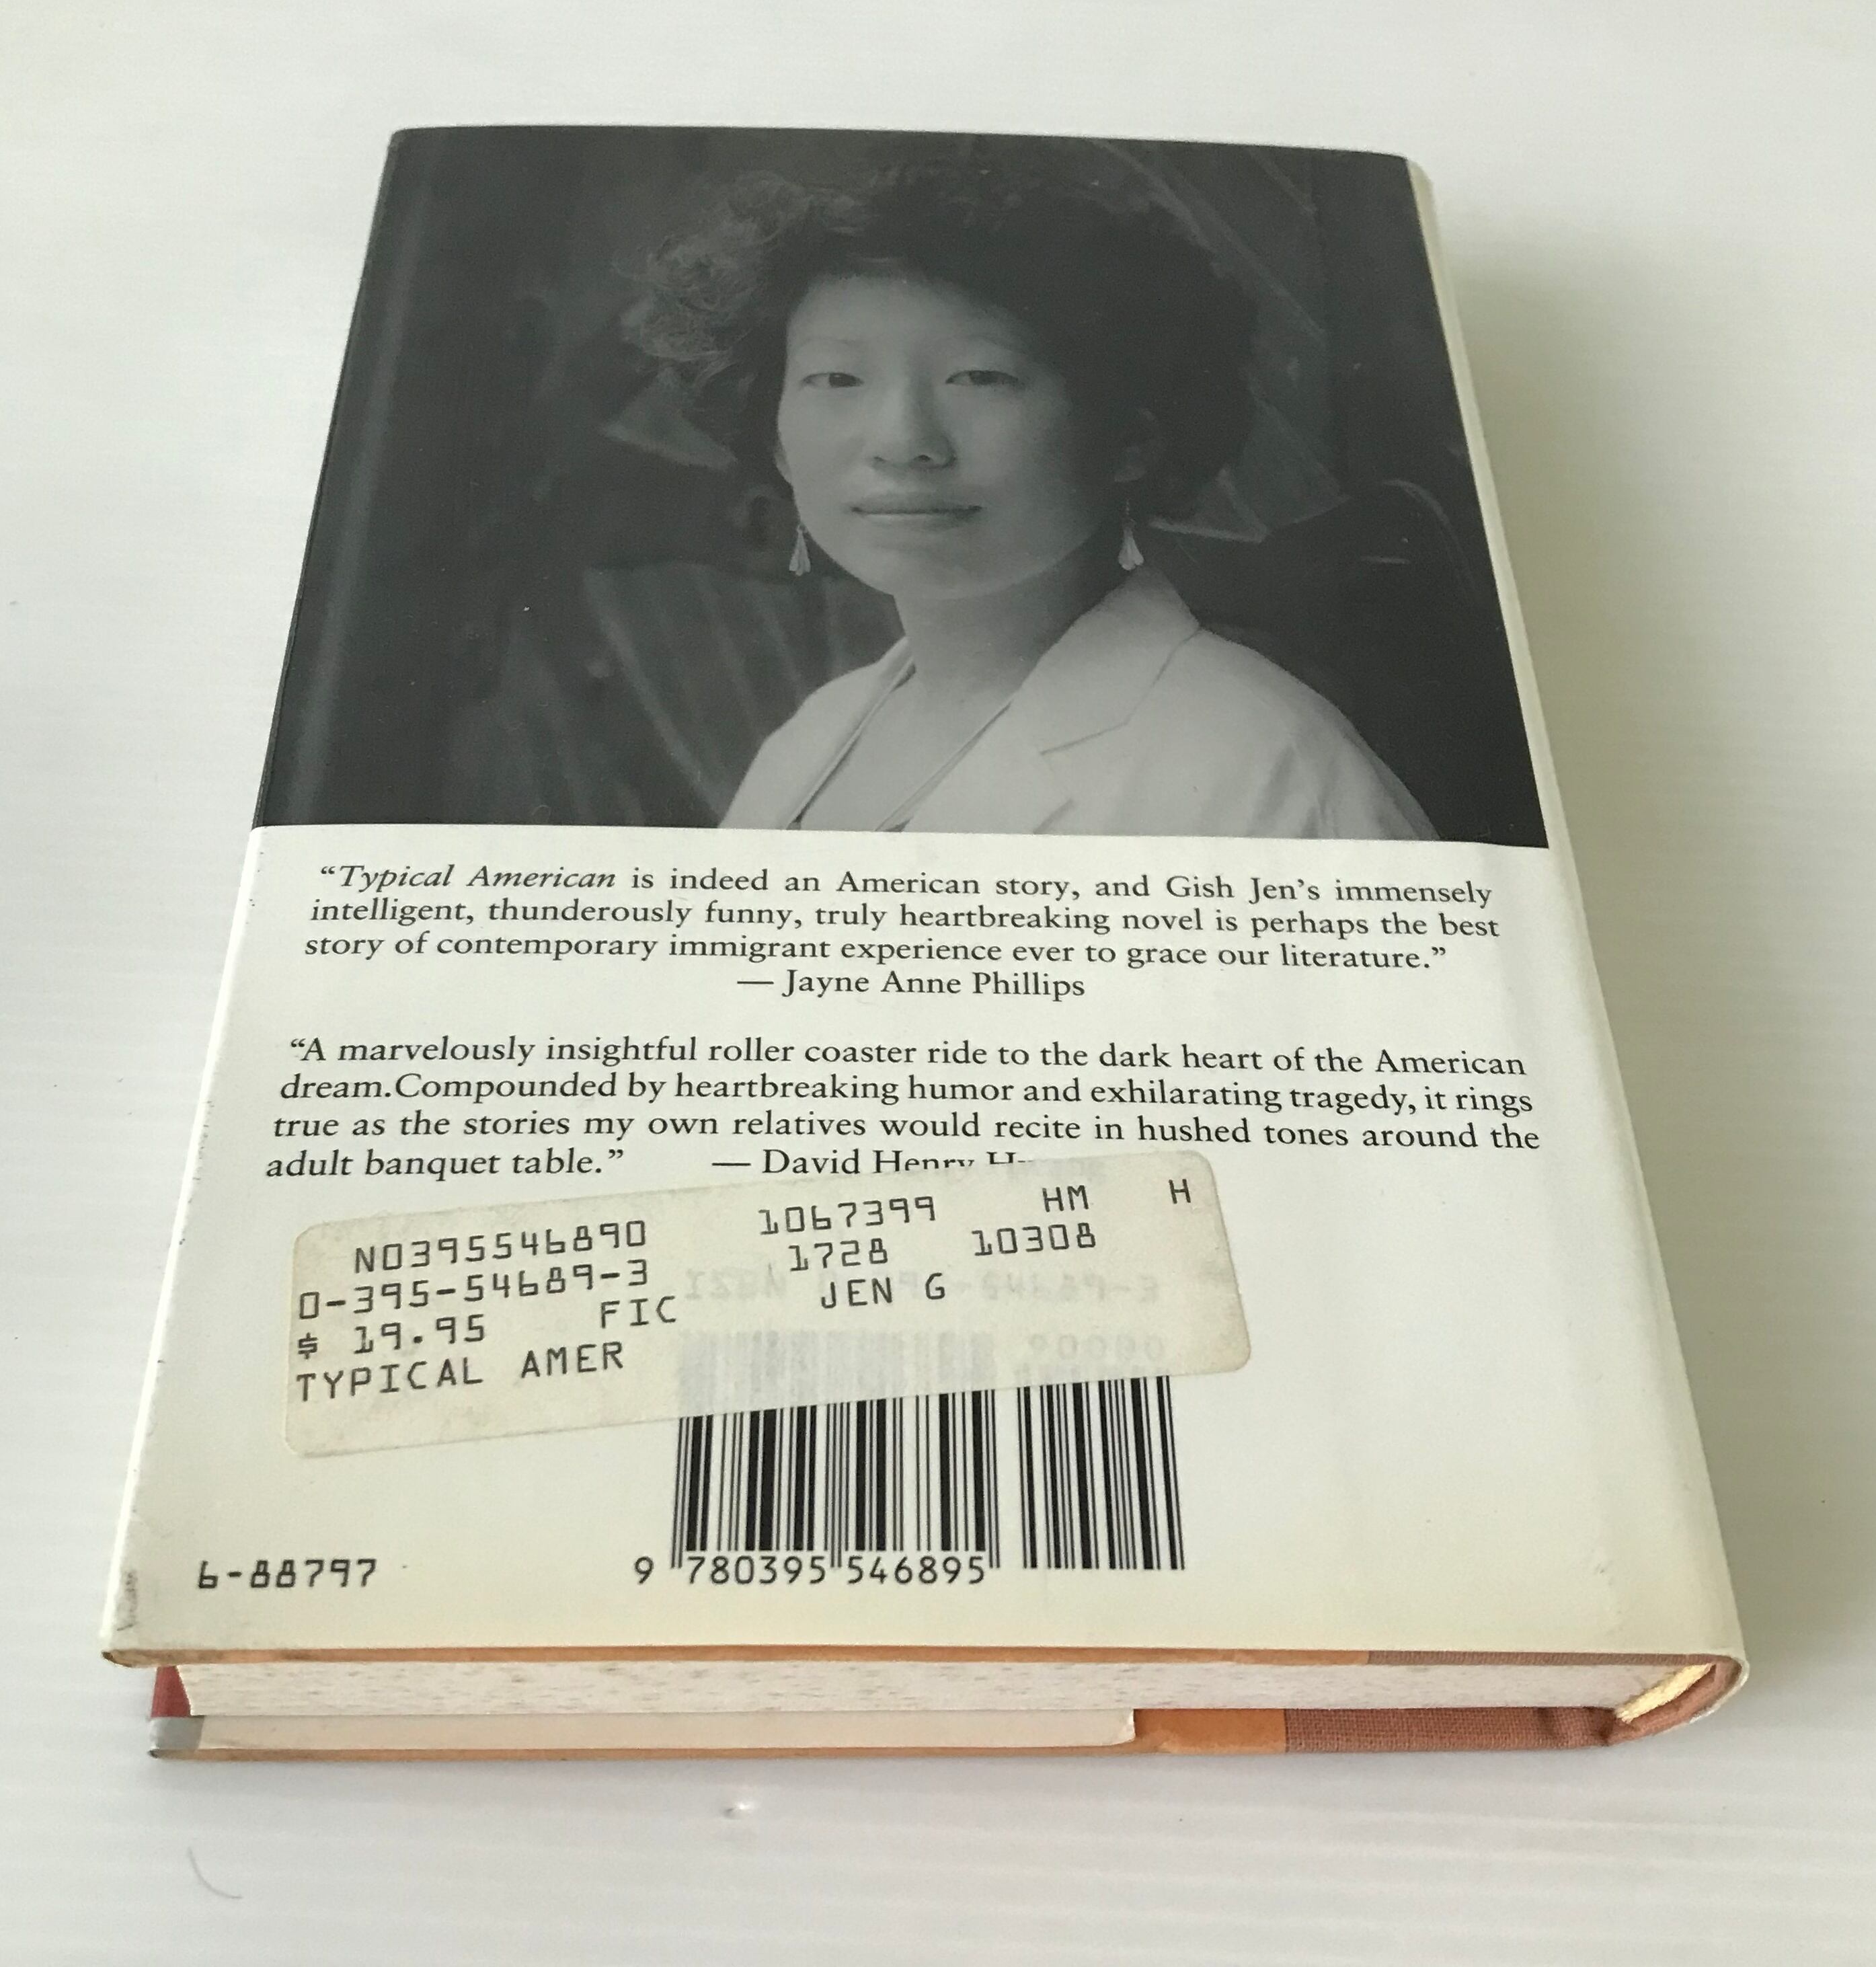 “Typical American is indeed an American story, and Gish Jen’s immensely
intelligent, thunderously funny, truly heartbreaking novel is perhaps the best
story of contemporary immigrant experience ever to grace our literature.”
— Jayne Anne Phillips
“A marvelously insightful roller coaster ride to the dark heart of the American
dream.Compounded by heartbreaking humor and exhilarating tragedy, it rings
true as the stories my own relatives would recite in hushed tones around the
adult banquet table.” — David Henry
N0395546890 1067399 HM H
0-395-54689-3 1728 10308
$ 19.95 FIC JEN G
TYPICAL AMER
90000
6-88797
9 780395 546895